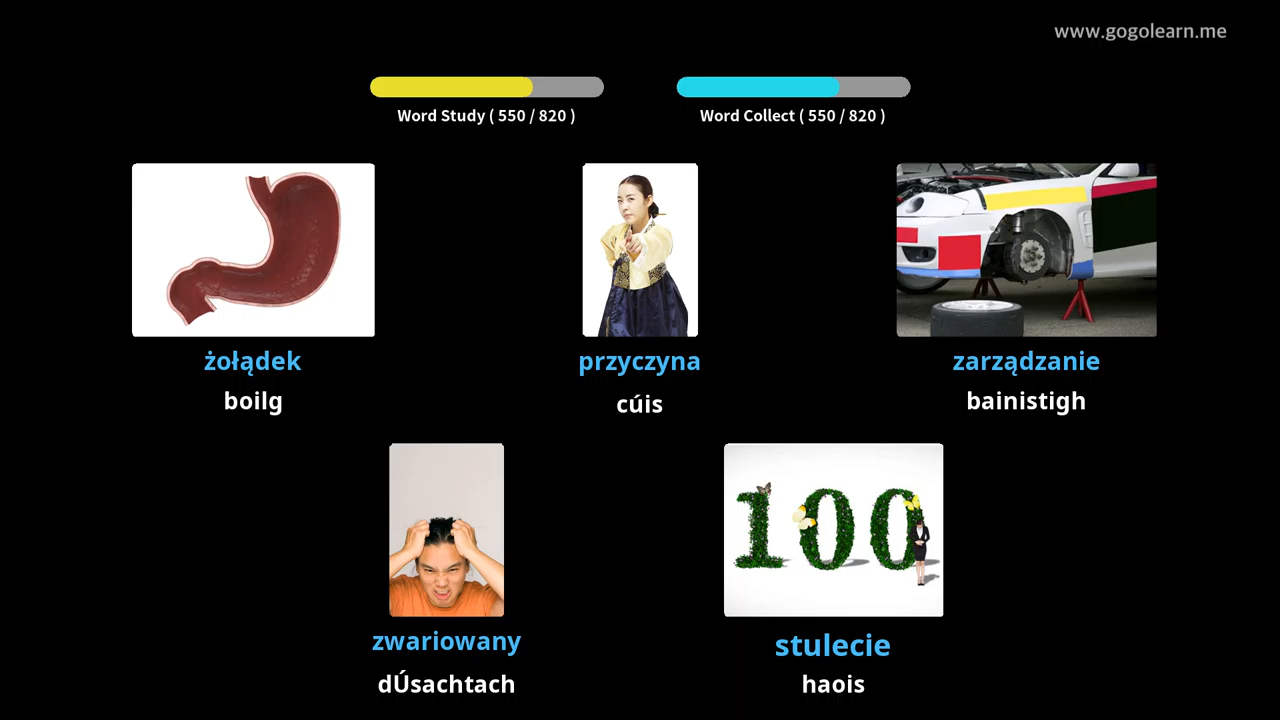 www.gogolearn.me
Word Study ( 550 / 820 )
Word Collect ( 550 / 820 )
żołądek
boilg
przyczyna
cúis
zarządzanie
bainistigh
zwariowany
dÚsachtach
stulecie
haois